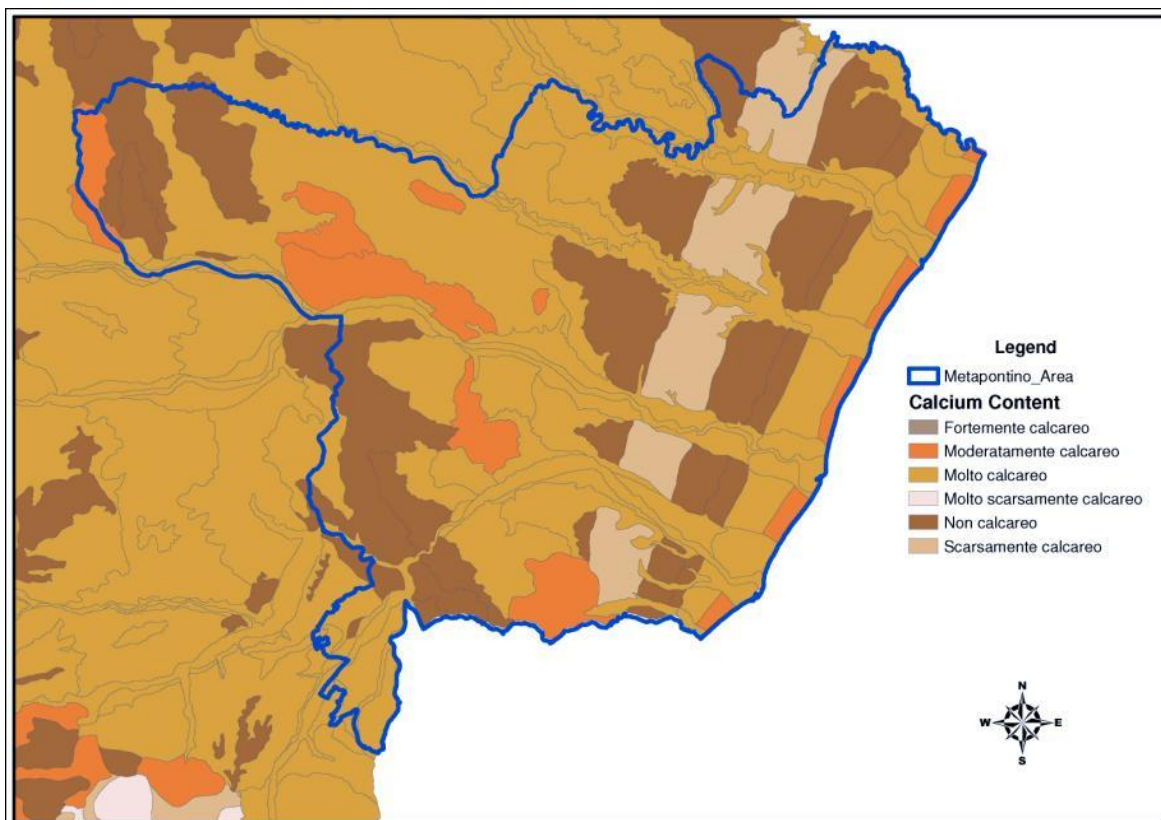 Legend
Metapontino_Area
Calcium Content
Fortemente calcareo
Moderatamente calcareo
Molto calcareo
Molto scarsamente calcareo
Non calcareo
Scarsamente calcareo
N
W E
S